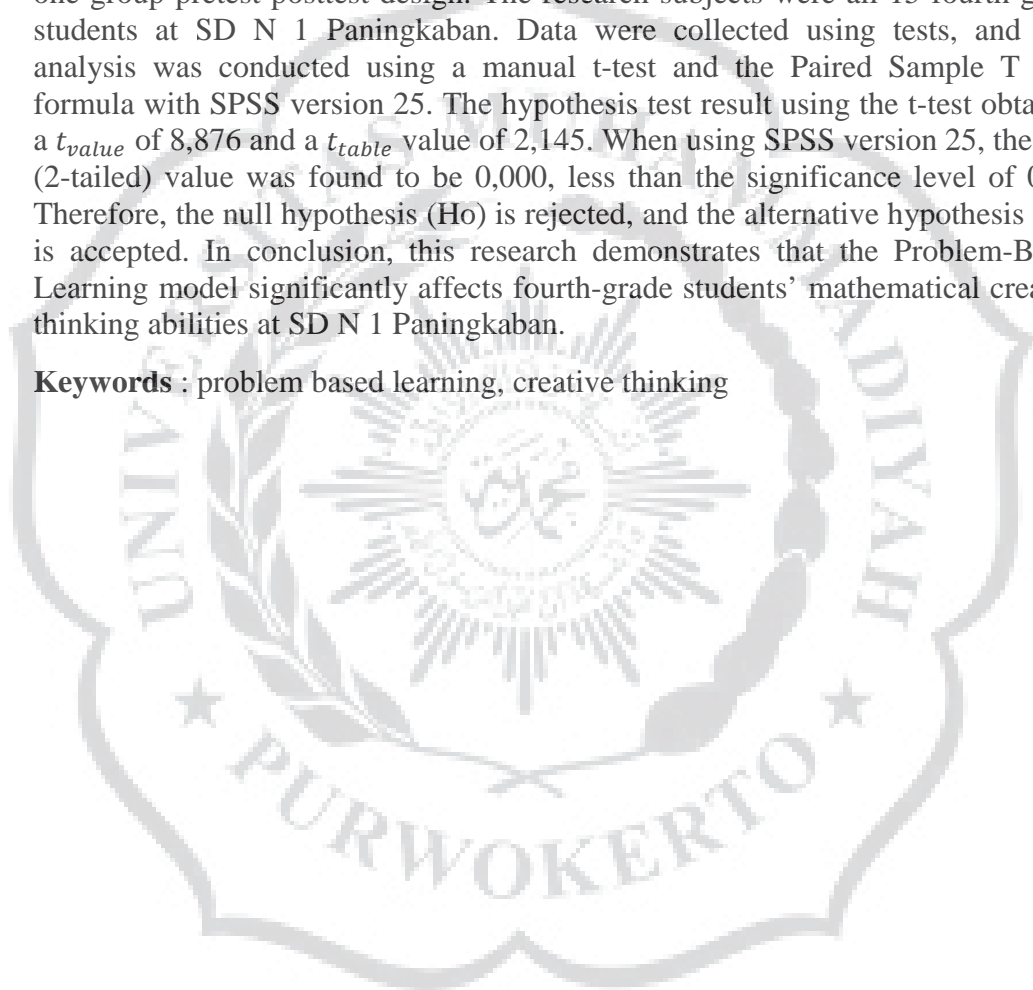 one group pretest posttest design. The research subjects were all fourth-g
students at SD N 1 Paningkaban. Data were collected using tests, and
analysis was conducted using a manual t-test and the Paired Sample T
formula with SPSS version 25. The hypothesis test result using the t-test obta
a t_value of 8,876 and a t_table value of 2,145. When using SPSS version 25, the
(2-tailed) value was found to be 0,000, less than the significance level of 0
Therefore, the null hypothesis (Ho) is rejected, and the alternative hypothesis
is accepted. In conclusion, this research demonstrates that the Problem-B
Learning model significantly affects fourth-grade students’ mathematical crea
thinking abilities at SD N 1 Paningkaban.
Keywords : problem based learning, creative thinking
UNIVERSITAS MUHAMMADIYAH
PURWOKERTO